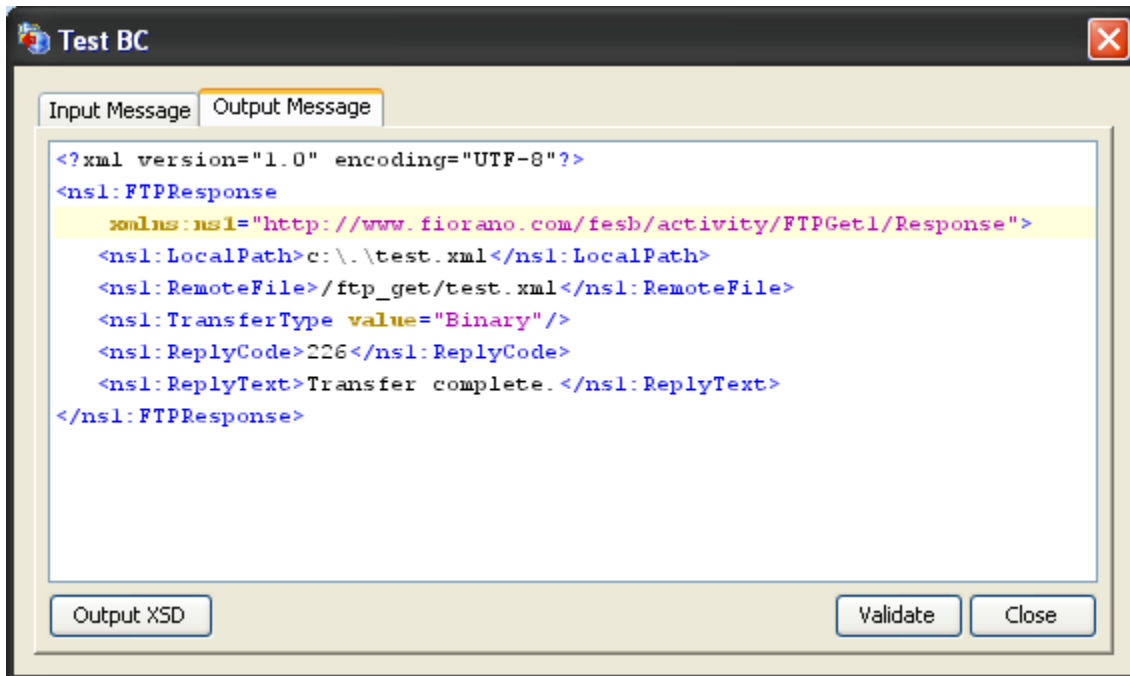 Test BC
Input Message Output Message
<?xml version="1.0" encoding="UTF-8"?>
<ns1:FTPResponse
xmlns:ns1="http://www.fiorano.com/fesb/activity/FTPGet1/Response">
<ns1:LocalPath>c:\.\test.xml</ns1:LocalPath>
<ns1:RemoteFile>/ftp_get/test.xml</ns1:RemoteFile>
<ns1:TransferType value="Binary"/>
<ns1:ReplyCode>226</ns1:ReplyCode>
<ns1:ReplyText>Transfer complete.</ns1:ReplyText>
</ns1:FTPResponse>
Output XSD Validate Close